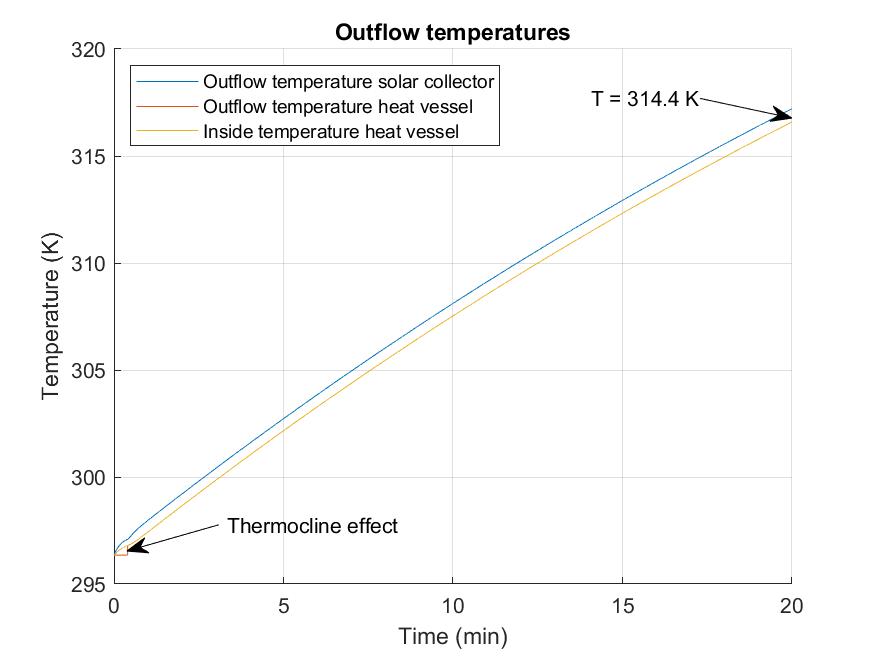 Outflow temperatures
320
Outflow temperature solar collector
Outflow temperature heat vessel
Inside temperature heat vessel
T = 314.4 K
315
310
305
300
295
Temperature (K)
Thermocline effect
0 5 10 15 20
Time (min)